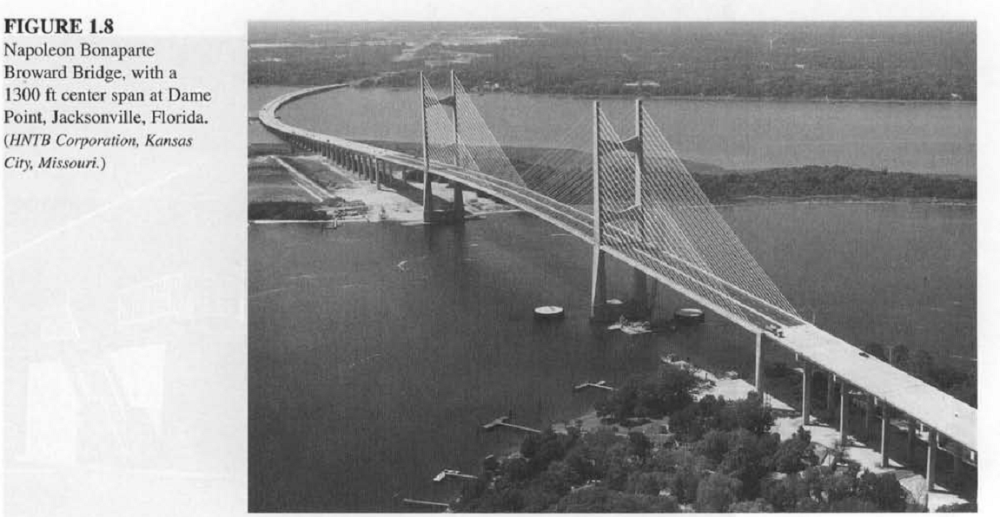 FIGURE 1.8
Napoleon Bonaparte
Broward Bridge, with a
1300 ft center span at Dame
Point, Jacksonville, Florida.
(HNTB Corporation, Kansas
City, Missouri.)